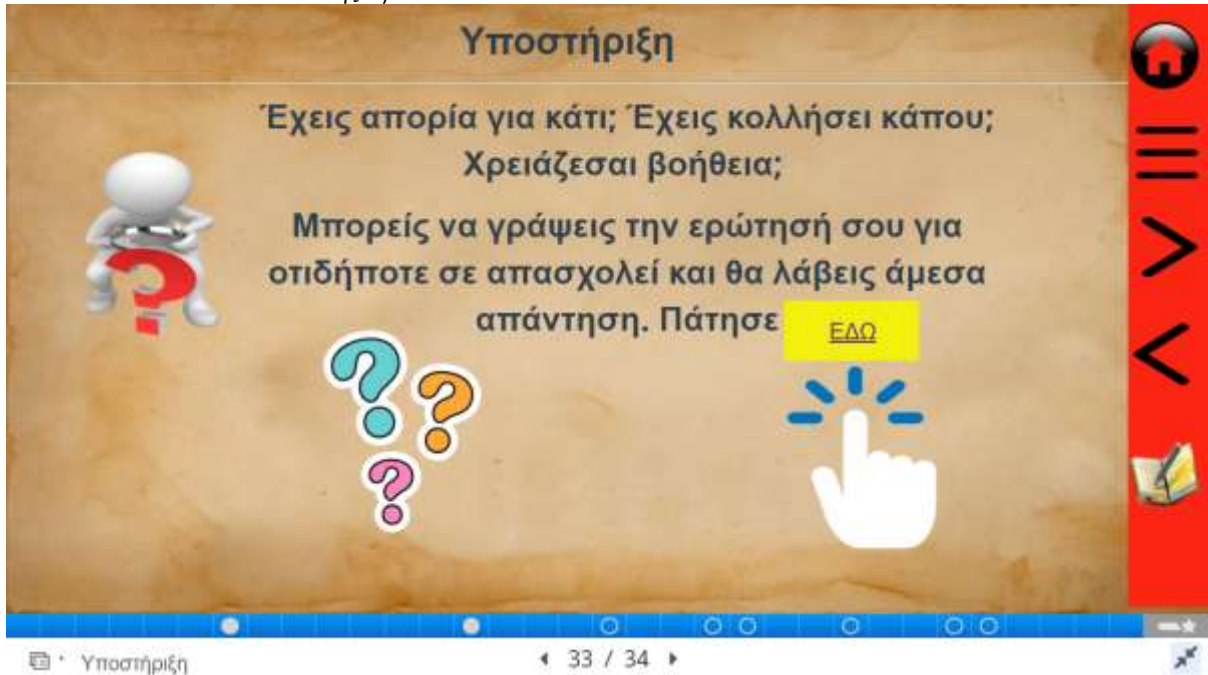 Υποστήριξη
Έχεις απορία για κάτι; Έχεις κολλήσει κάπου;
Χρειάζεσαι βοήθεια;
Μπορείς να γράψεις την ερώτησή σου για
οτιδήποτε σε απασχολεί και θα λάβεις άμεσα
απάντηση. Πάτησε ΕΔΩ
Υποστήριξη 33 / 34